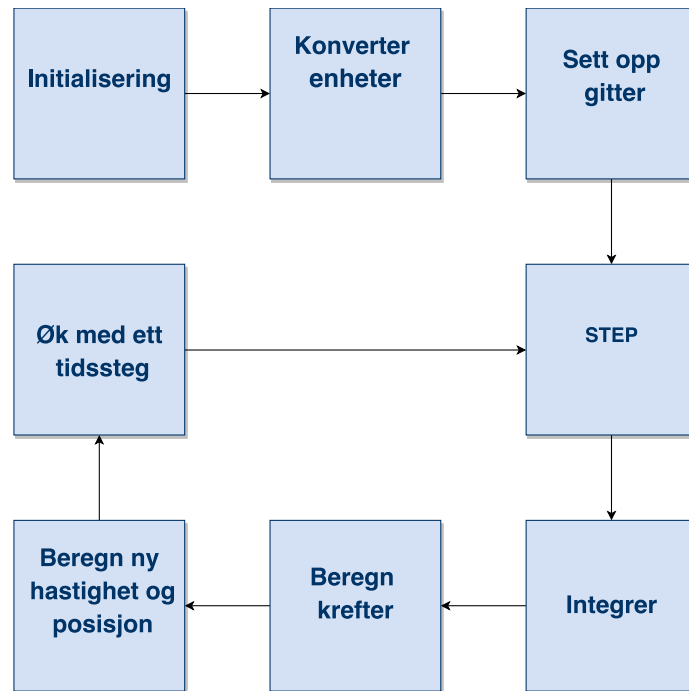 Initialisering
Konverter
enheter
Sett opp
gitter
Øk med ett
tidssteg
STEP
Beregn ny
hastighet og
posisjon
Beregn
krefter
Integrer